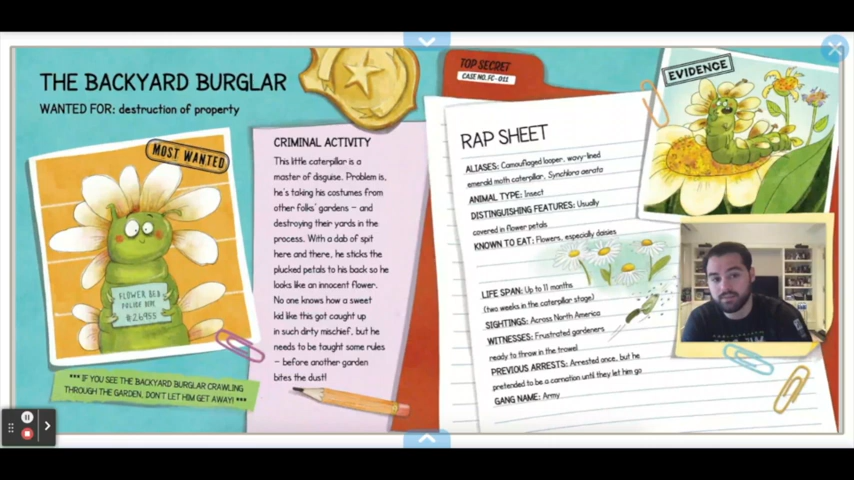 THE BACKYARD BURGLAR
WANTED FOR: destruction of property
MOST WANTED
FLOWER BED
POLICE DEPT
*** IF YOU SEE THE BACKYARD BURGLAR CRAWLING
THROUGH THE GARDEN, DON'T LET HIM GET AWAY! ***
CRIMINAL ACTIVITY
This little caterpillar is a
master of disguise. Problem is,
he's taking his costumes from
other folks' gardens – and
destroying their yards in the
process. With a dab of spit
here and there, he sticks the
plucked petals to his back so he
looks like an innocent flower.
No one knows how a sweet
kid like this got caught up
in such dirty mischief, but he
needs to be taught some rules
– before another garden
bites the dust!
TOP SECRET
CASE NO. FC-011
RAP SHEET
ALIASES: Camouflaged looper, wavy-lined
emerald moth caterpillar, Synchlora aerata
ANIMAL TYPE: Insect
DISTINGUISHING FEATURES: Usually
covered in flower petals
KNOWN TO EAT: Flowers, especially daisies
LIFE SPAN: Up to 11 months
(two weeks in the caterpillar stage)
SIGHTINGS: Across North America
WITNESSES: Frustrated gardeners
ready to throw in the trowel
PREVIOUS ARRESTS: Arrested once, but he
pretended to be a carnation until they let him go
GANG NAME: Army
EVIDENCE